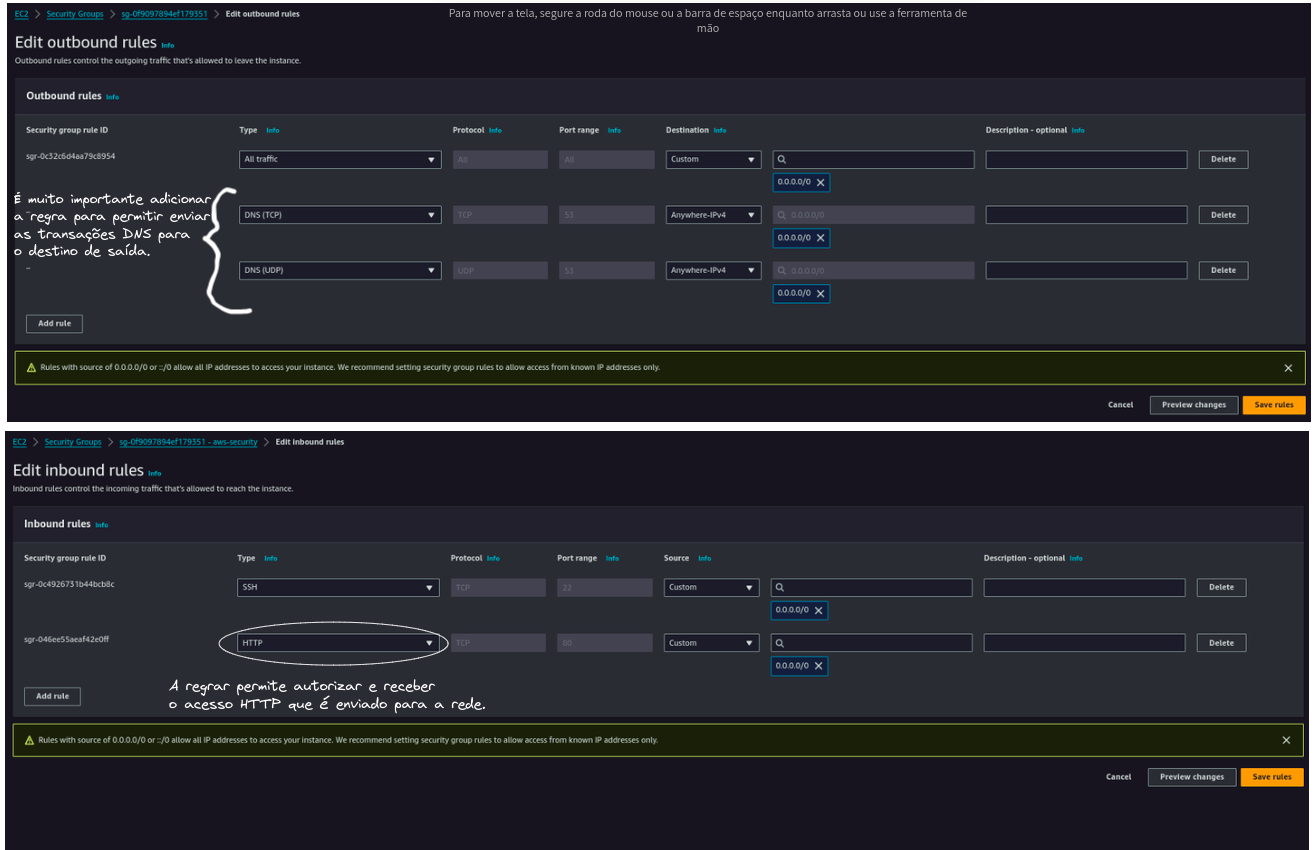 EC2 > Security Groups > sg-0f9097894ef179351 > Edit outbound rules
Para mover a tela, segure a roda do mouse ou a barra de espaço enquanto arrasta ou use a ferramenta de
mão
Edit outbound rules Info
Outbound rules control the outgoing traffic that's allowed to leave the instance.
Outbound rules Info
Security group rule ID Type Info Protocol Info Port range Info Destination Info Description - optional Info
sgr-0c32c6d4aa79c8954 All traffic All All Custom Delete
0.0.0.0/0
É muito importante adicionar
a regra para permitir enviar
as transações DNS para
o destino de saída.
- DNS (TCP) TCP 53 Anywhere-IPv4 0.0.0.0/0 Delete
0.0.0.0/0
- DNS (UDP) UDP 53 Anywhere-IPv4 0.0.0.0/0 Delete
0.0.0.0/0
Add rule
Rules with source of 0.0.0.0/0 or ::/0 allow all IP addresses to access your instance. We recommend setting security group rules to allow access from known IP addresses only.
Cancel Preview changes Save rules
EC2 > Security Groups > sg-0f9097894ef179351 - aws-security > Edit inbound rules
Edit inbound rules Info
Inbound rules control the incoming traffic that's allowed to reach the instance.
Inbound rules Info
Security group rule ID Type Info Protocol Info Port range Info Source Info Description - optional Info
sgr-0c4926731b44bcb8c SSH TCP 22 Custom Delete
0.0.0.0/0
sgr-046ee55aeaf42e0ff HTTP TCP 80 Custom Delete
0.0.0.0/0
A regrar permite autorizar e receber
o acesso HTTP que é enviado para a rede.
Add rule
Rules with source of 0.0.0.0/0 or ::/0 allow all IP addresses to access your instance. We recommend setting security group rules to allow access from known IP addresses only.
Cancel Preview changes Save rules